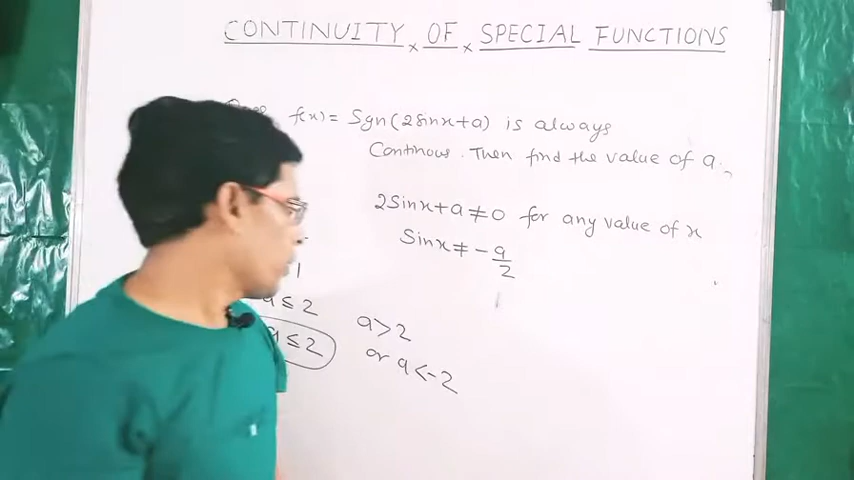 CONTINUITY OF SPECIAL FUNCTIONS
f(x) = Sgn(2sinx+a) is always
Continous. Then find the value of a.
2Sinx+a≠0 for any value of x
Sinx≠ -a/2
1
a ≤ 2
a ≤ 2
a>2
or a<-2